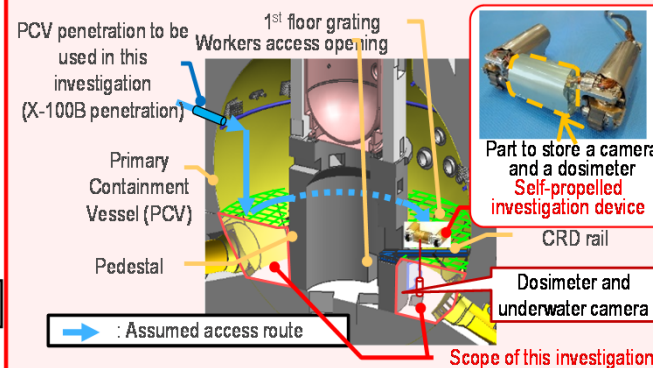 PCV penetration to be
used in this
investigation
(X-100B penetration)
1st floor grating
Workers access opening
Primary
Containment
Vessel (PCV)
Pedestal
Part to store a camera
and a dosimeter
Self-propelled
investigation device
CRD rail
Dosimeter and
underwater camera
: Assumed access route
Scope of this investigation